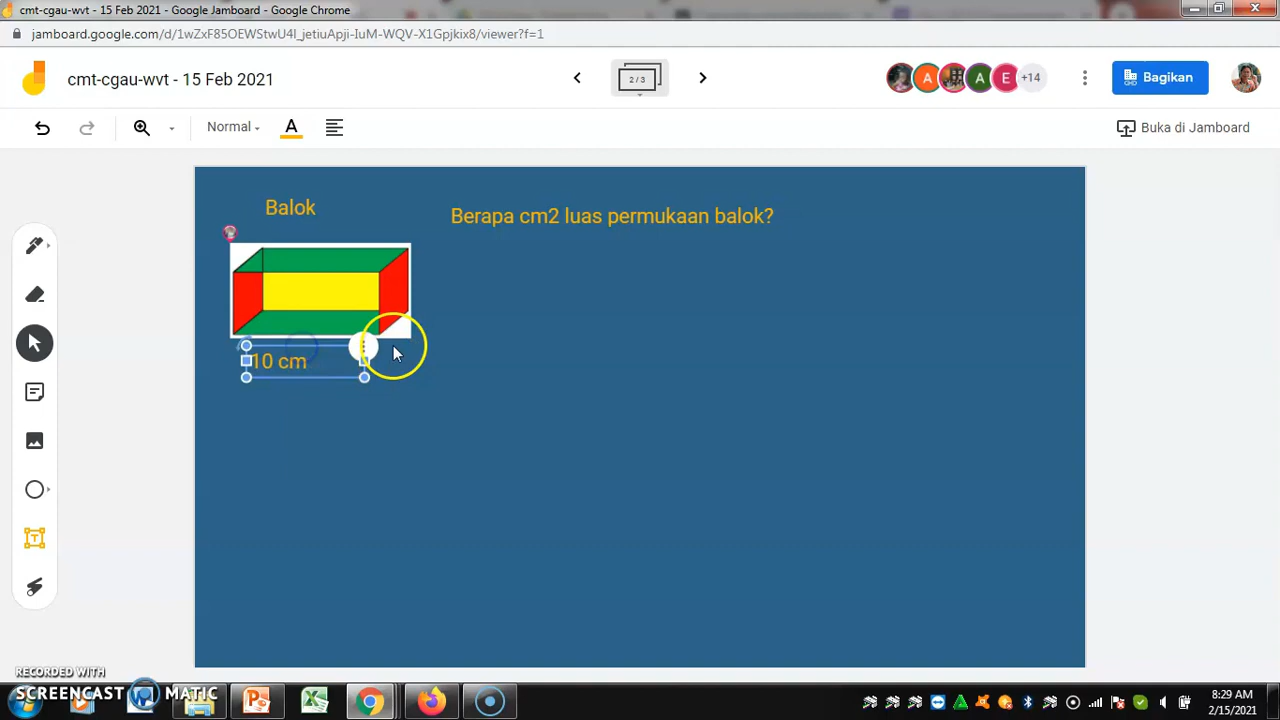 cmt-cgau-wvt - 15 Feb 2021 - Google Jamboard - Google Chrome
jamboard.google.com/d/1wZxF85OEWStwU4l_jetiuApji-IuM-WQV-X1Gpjkix8/viewer?f=1
cmt-cgau-wvt - 15 Feb 2021
2 / 3
A
A
E
+14
Bagikan
Normal
A
Buka di Jamboard
Balok
Berapa cm2 luas permukaan balok?
10 cm
T
RECORDED WITH
SCREENCAST MATIC
8:29 AM
2/15/2021